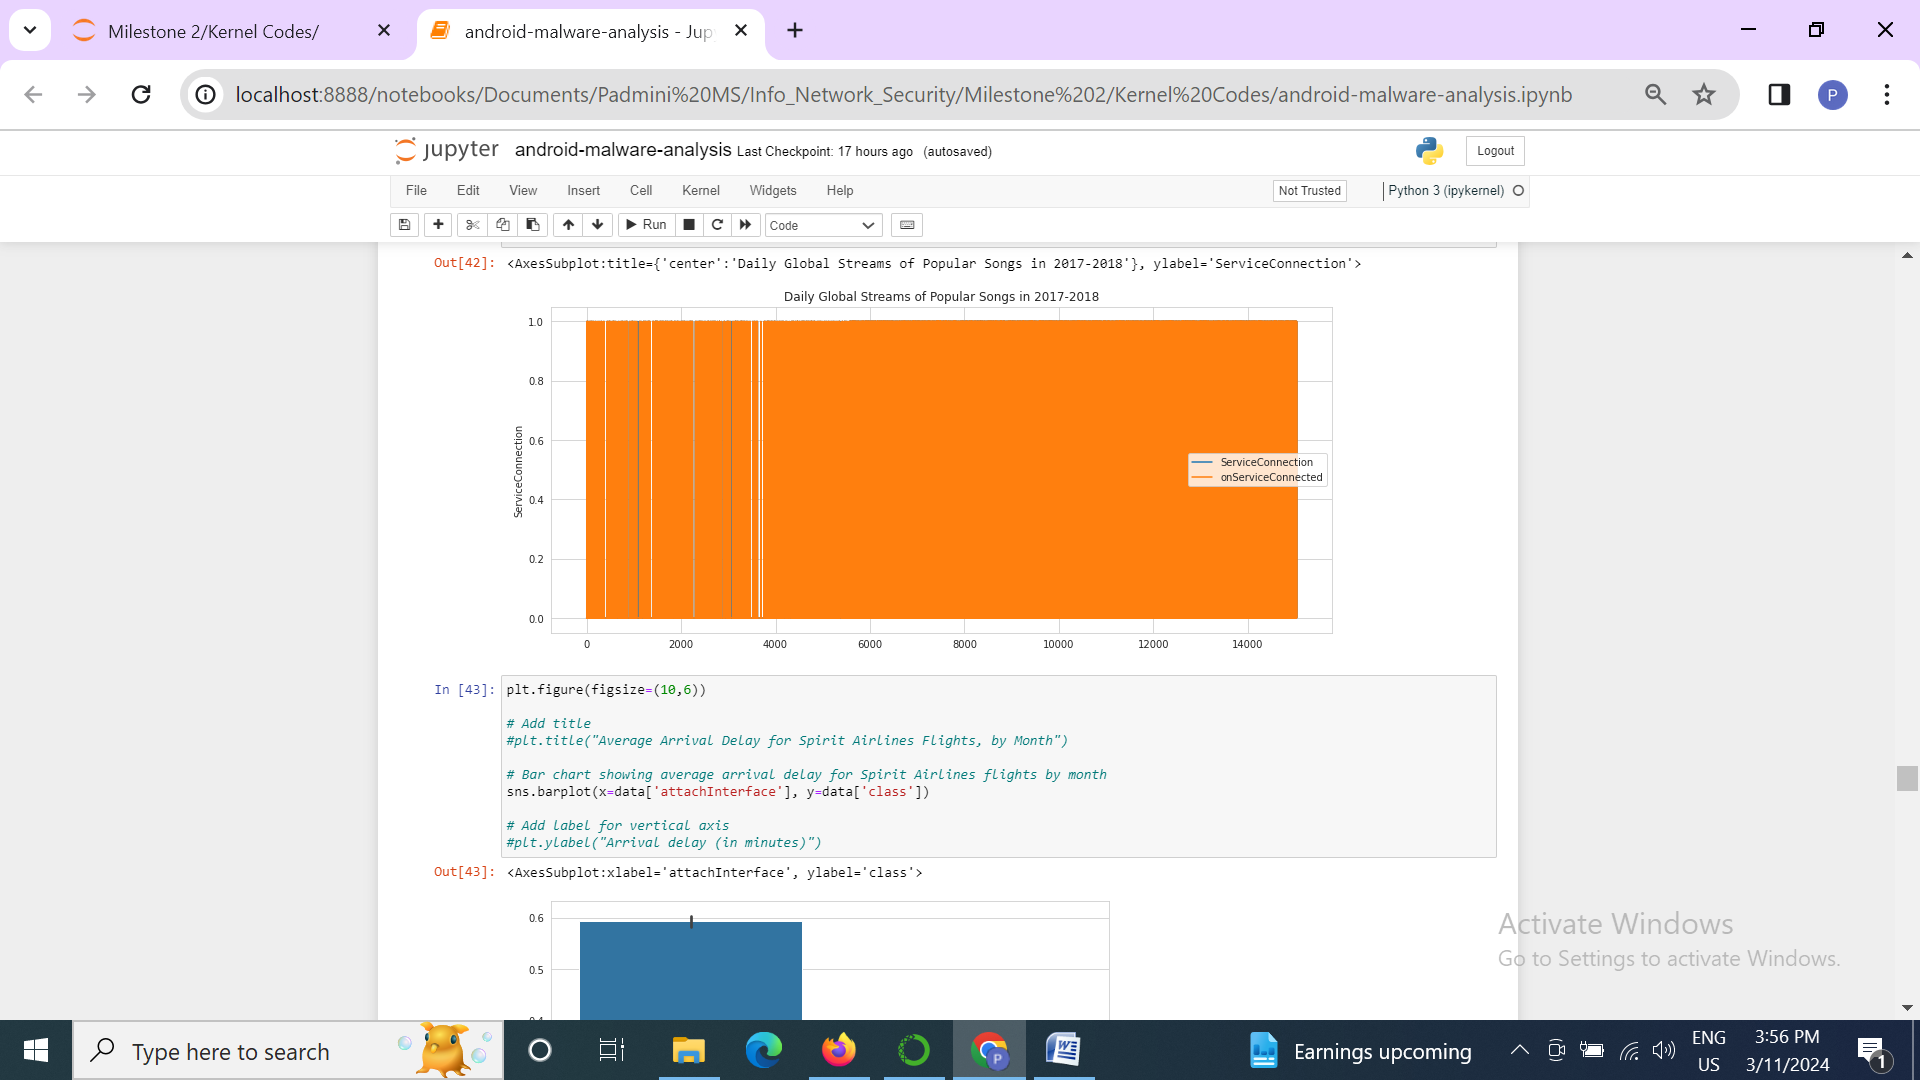 Milestone 2/Kernel Codes/
android-malware-analysis - Jup
localhost:8888/notebooks/Documents/Padmini%20MS/Info_Network_Security/Milestone%202/Kernel%20Codes/android-malware-analysis.ipynb
P
jupyter android-malware-analysis Last Checkpoint: 17 hours ago (autosaved)
Logout
File Edit View Insert Cell Kernel Widgets Help
Not Trusted
Python 3 (ipykernel)
Run
Code
Out[42]: <AxesSubplot:title={'center':'Daily Global Streams of Popular Songs in 2017-2018'}, ylabel='ServiceConnection'>
Daily Global Streams of Popular Songs in 2017-2018
1.0
0.8
0.6
0.4
0.2
0.0
ServiceConnection
ServiceConnection
onServiceConnected
0 2000 4000 6000 8000 10000 12000 14000
In [43]: plt.figure(figsize=(10,6))
# Add title
#plt.title("Average Arrival Delay for Spirit Airlines Flights, by Month")
# Bar chart showing average arrival delay for Spirit Airlines flights by month
sns.barplot(x=data['attachInterface'], y=data['class'])
# Add label for vertical axis
#plt.ylabel("Arrival delay (in minutes)")
Out[43]: <AxesSubplot:xlabel='attachInterface', ylabel='class'>
0.6
0.5
0.4
Activate Windows
Go to Settings to activate Windows.
Type here to search
P
W
Earnings upcoming
ENG
US
3:56 PM
3/11/2024
1